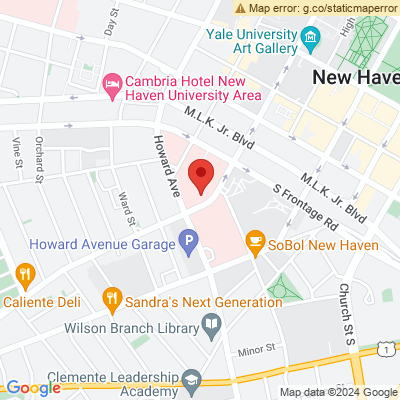 Map error: g.co/staticmaperror
Day St
Yale University
Art Gallery
High
New Have
Cambria Hotel New
Haven University Area
M.L.K. Jr. Blvd
Vine St
Orchard St
Howard Ave
Ward St
S Frontage Rd
M.L.K. Jr. Blvd
Howard Avenue Garage
P
SoBol New Haven
Caliente Deli
Sandra's Next Generation
Church St S
Wilson Branch Library
Minor St
1
Clemente Leadership
Academy
Google
Map data ©2024 Google